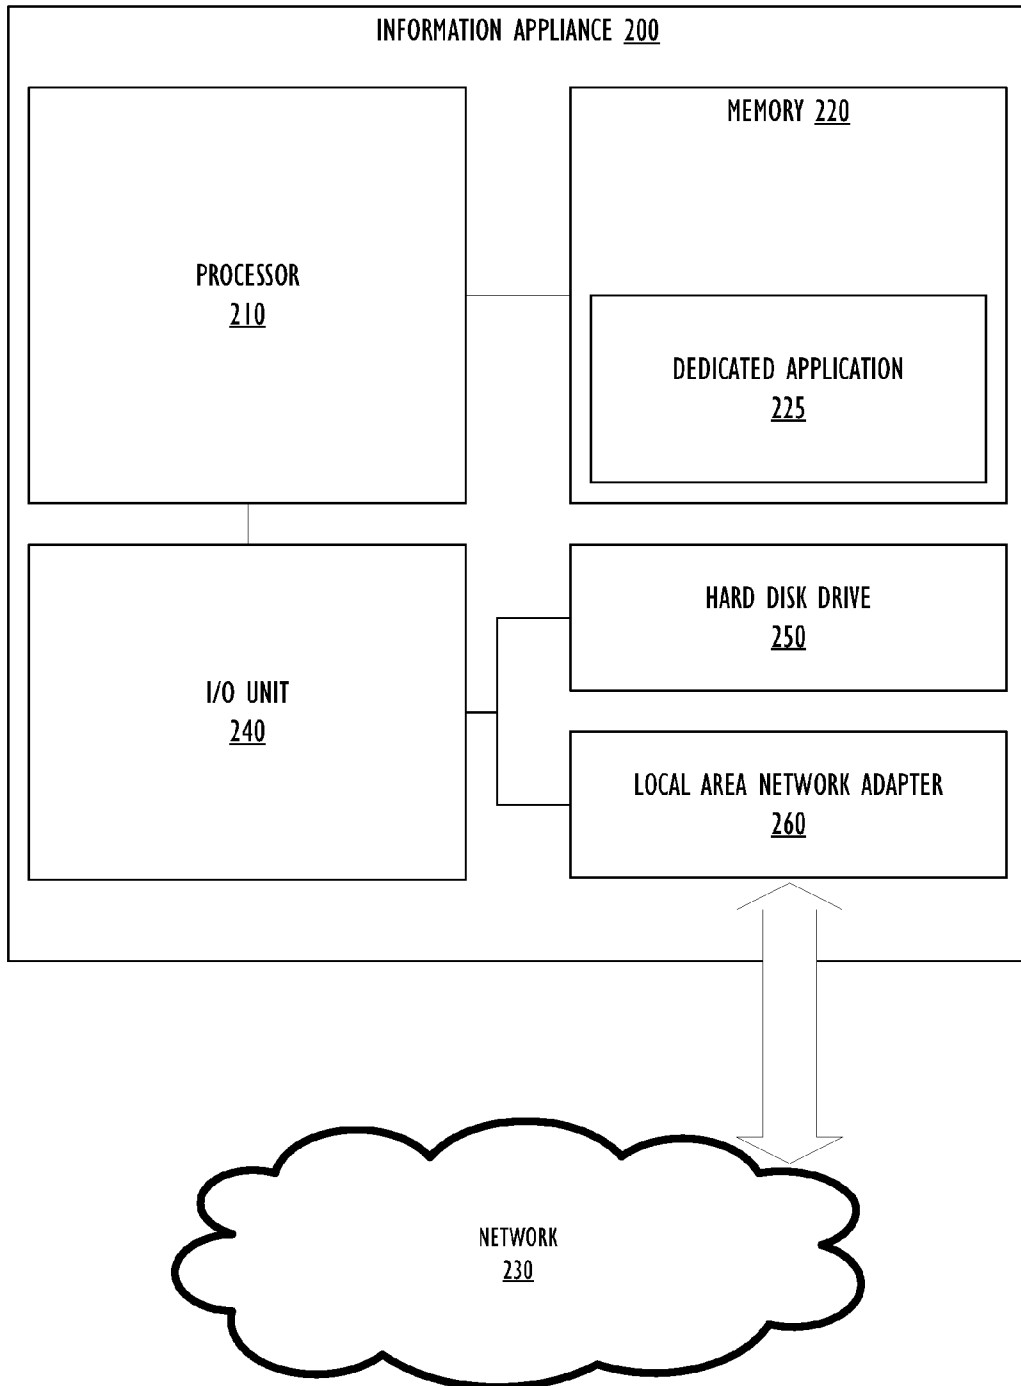 INFORMATION APPLIANCE 200
PROCESSOR
210
MEMORY 220
DEDICATED APPLICATION
225
I/O UNIT
240
HARD DISK DRIVE
250
LOCAL AREA NETWORK ADAPTER
260
NETWORK
230